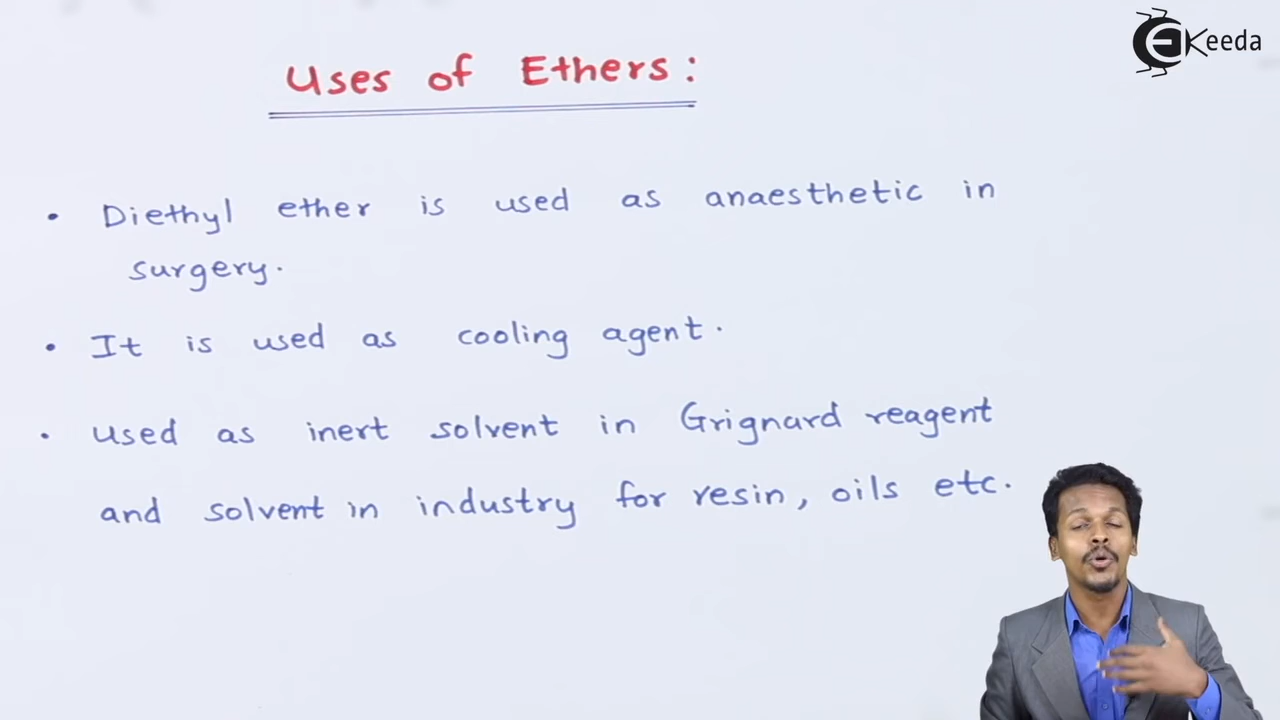 Ekeeda
Uses of Ethers :
• Diethyl ether is used as anaesthetic in
surgery.
• It is used as cooling agent.
• Used as inert solvent in Grignard reagent
and solvent in industry for resin, oils etc.